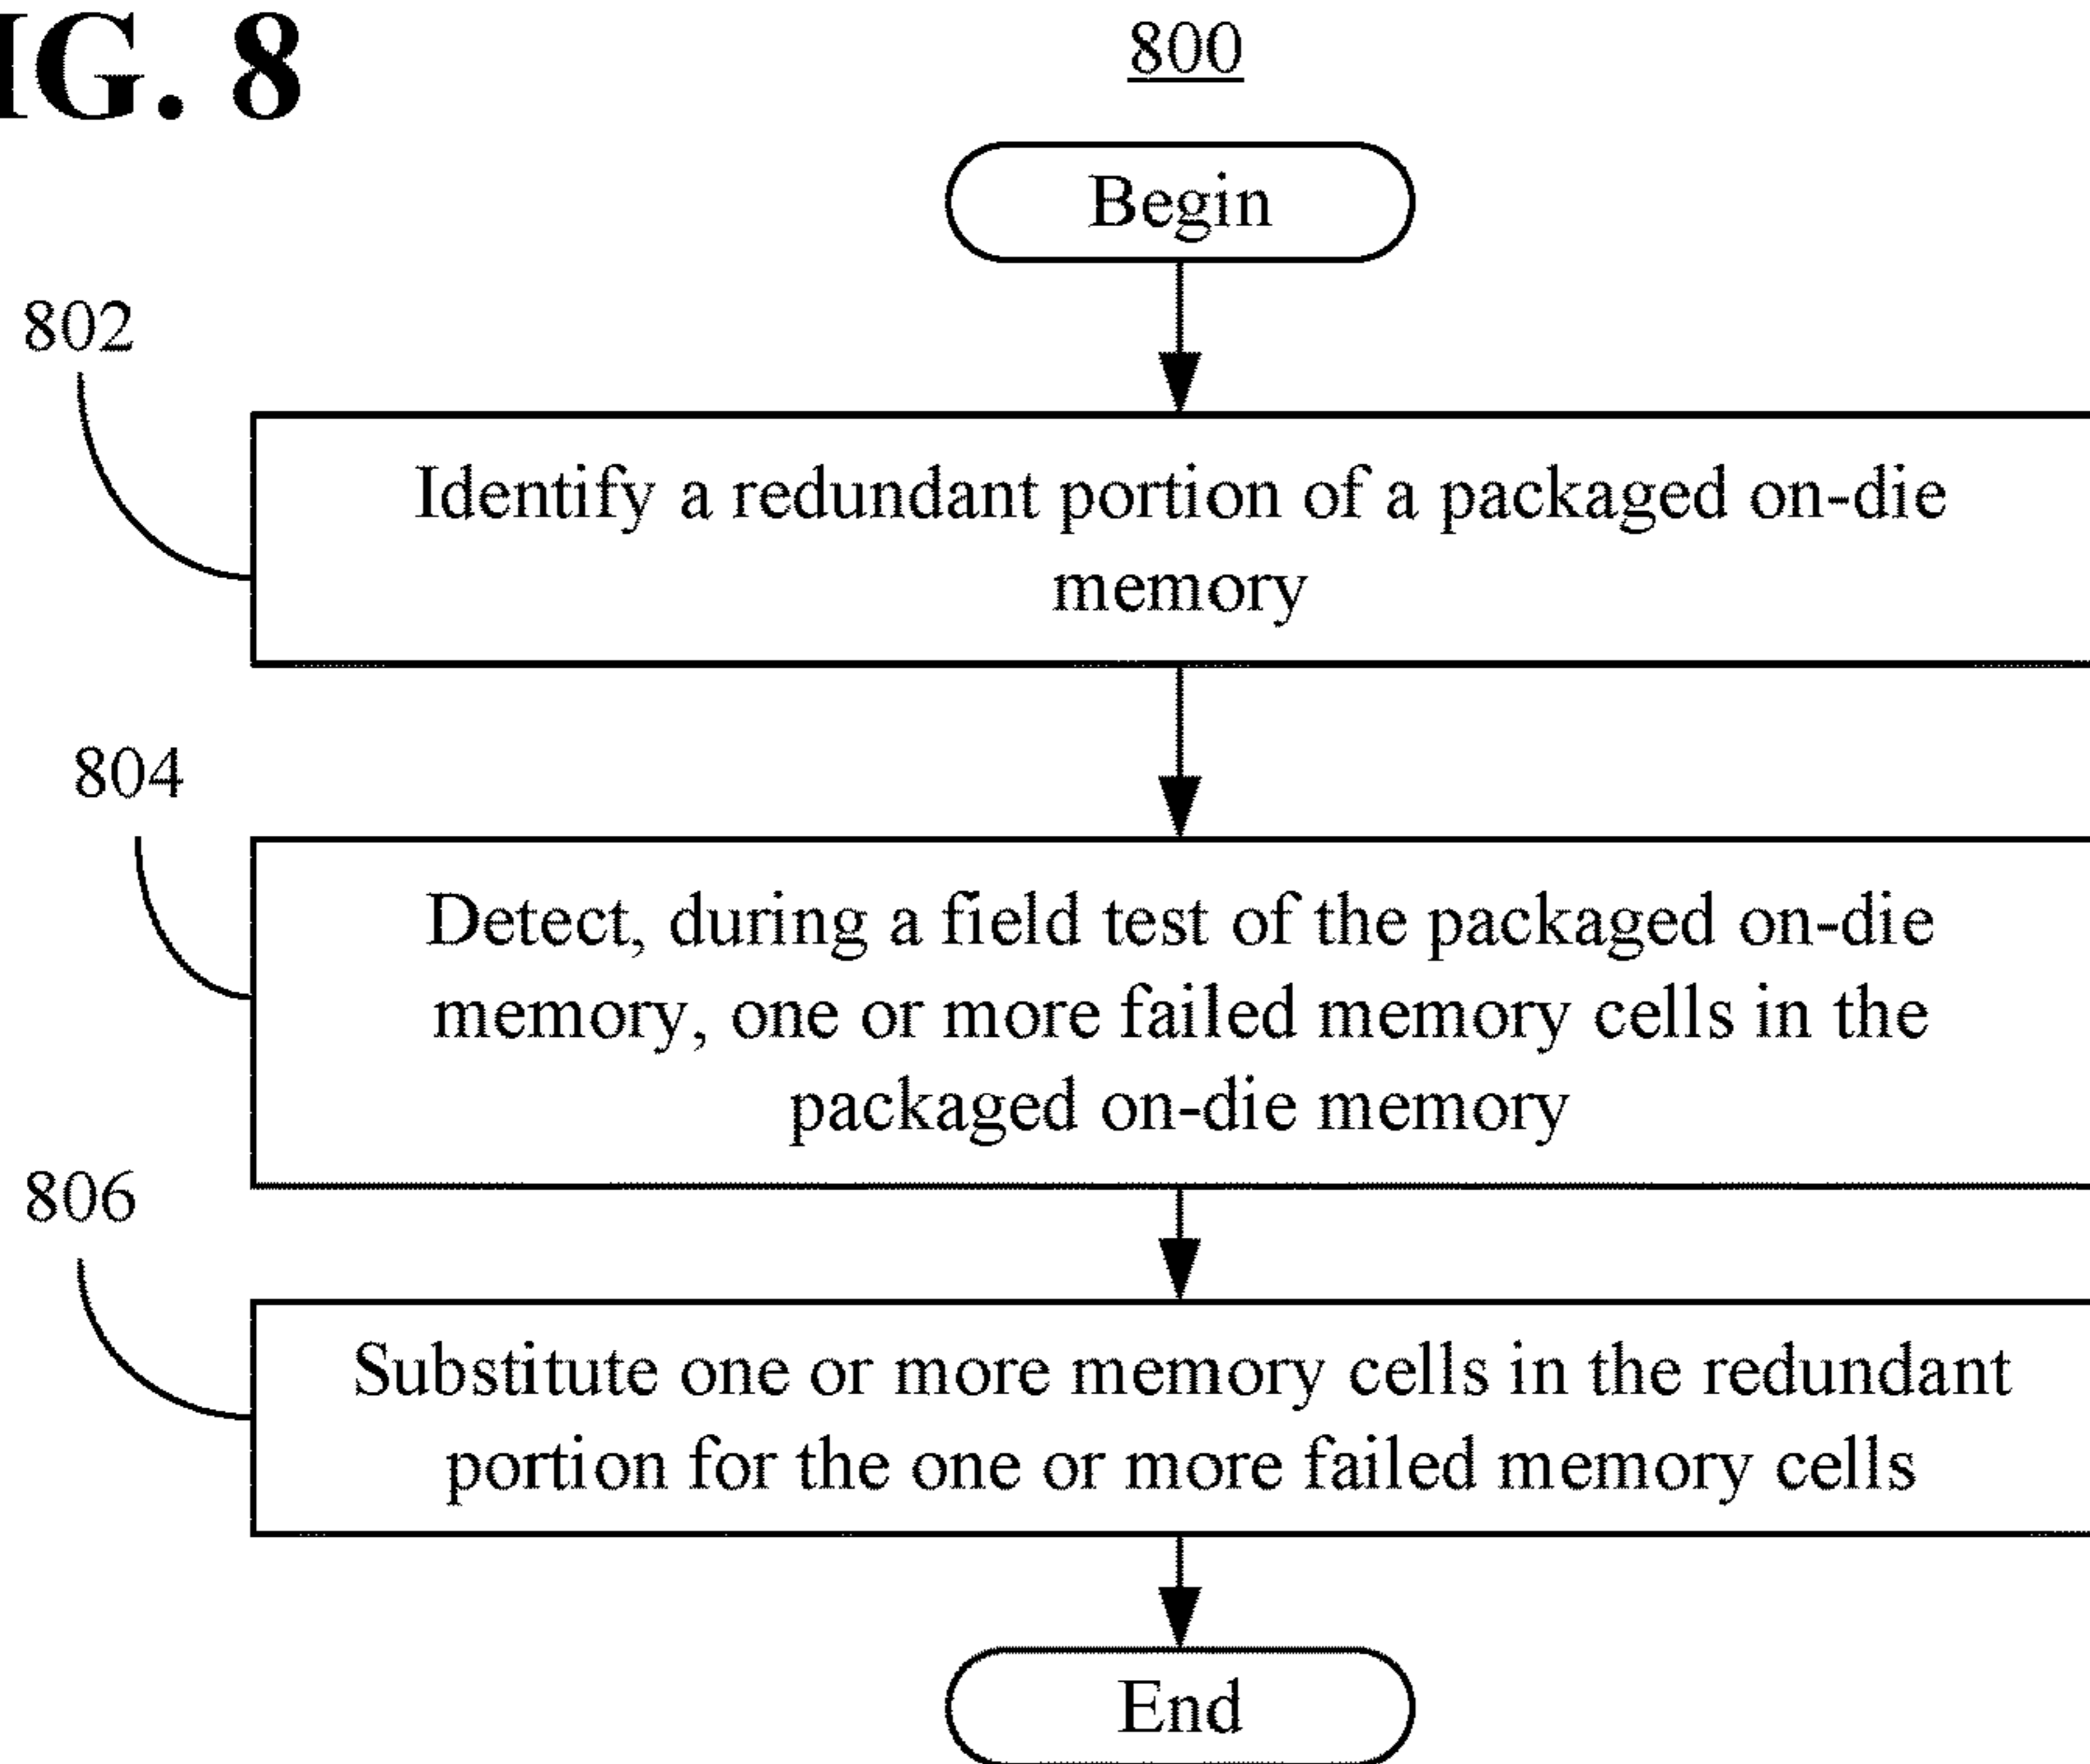 IG. 8
800
Begin
802
Identify a redundant portion of a packaged on-die
memory
804
Detect, during a field test of the packaged on-die
memory, one or more failed memory cells in the
packaged on-die memory
806
Substitute one or more memory cells in the redundant
portion for the one or more failed memory cells
End